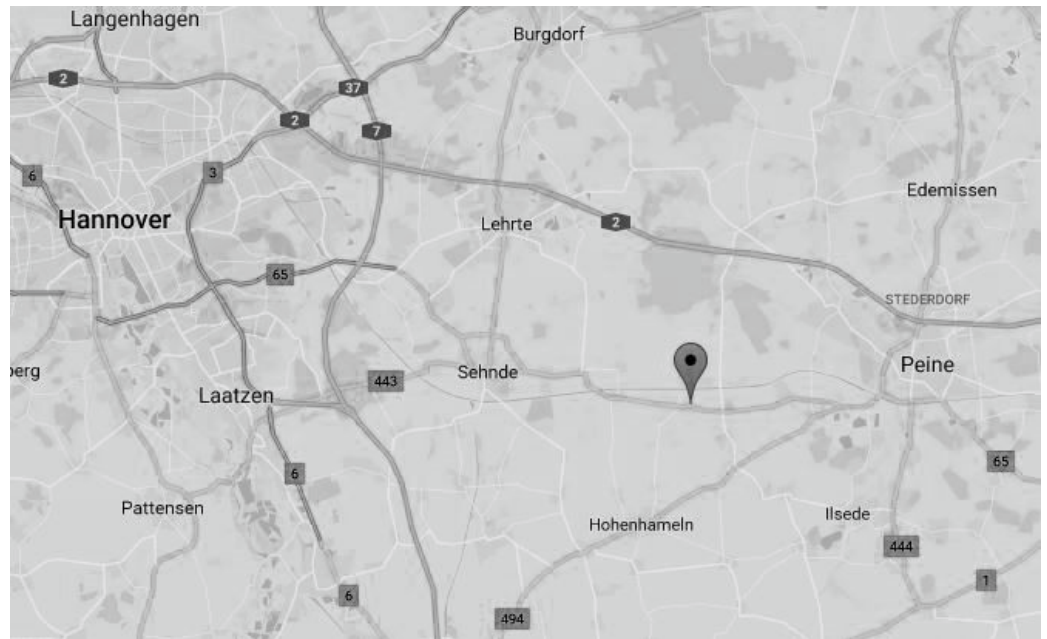 Langenhagen
Burgdorf
2
37
2
7
6
3
Edemissen
Hannover
Lehrte
2
65
STEDERDORF
Peine
berg
Sehnde
443
Laatzen
65
6
Pattensen
Hohenhameln
Ilsede
444
1
6
494